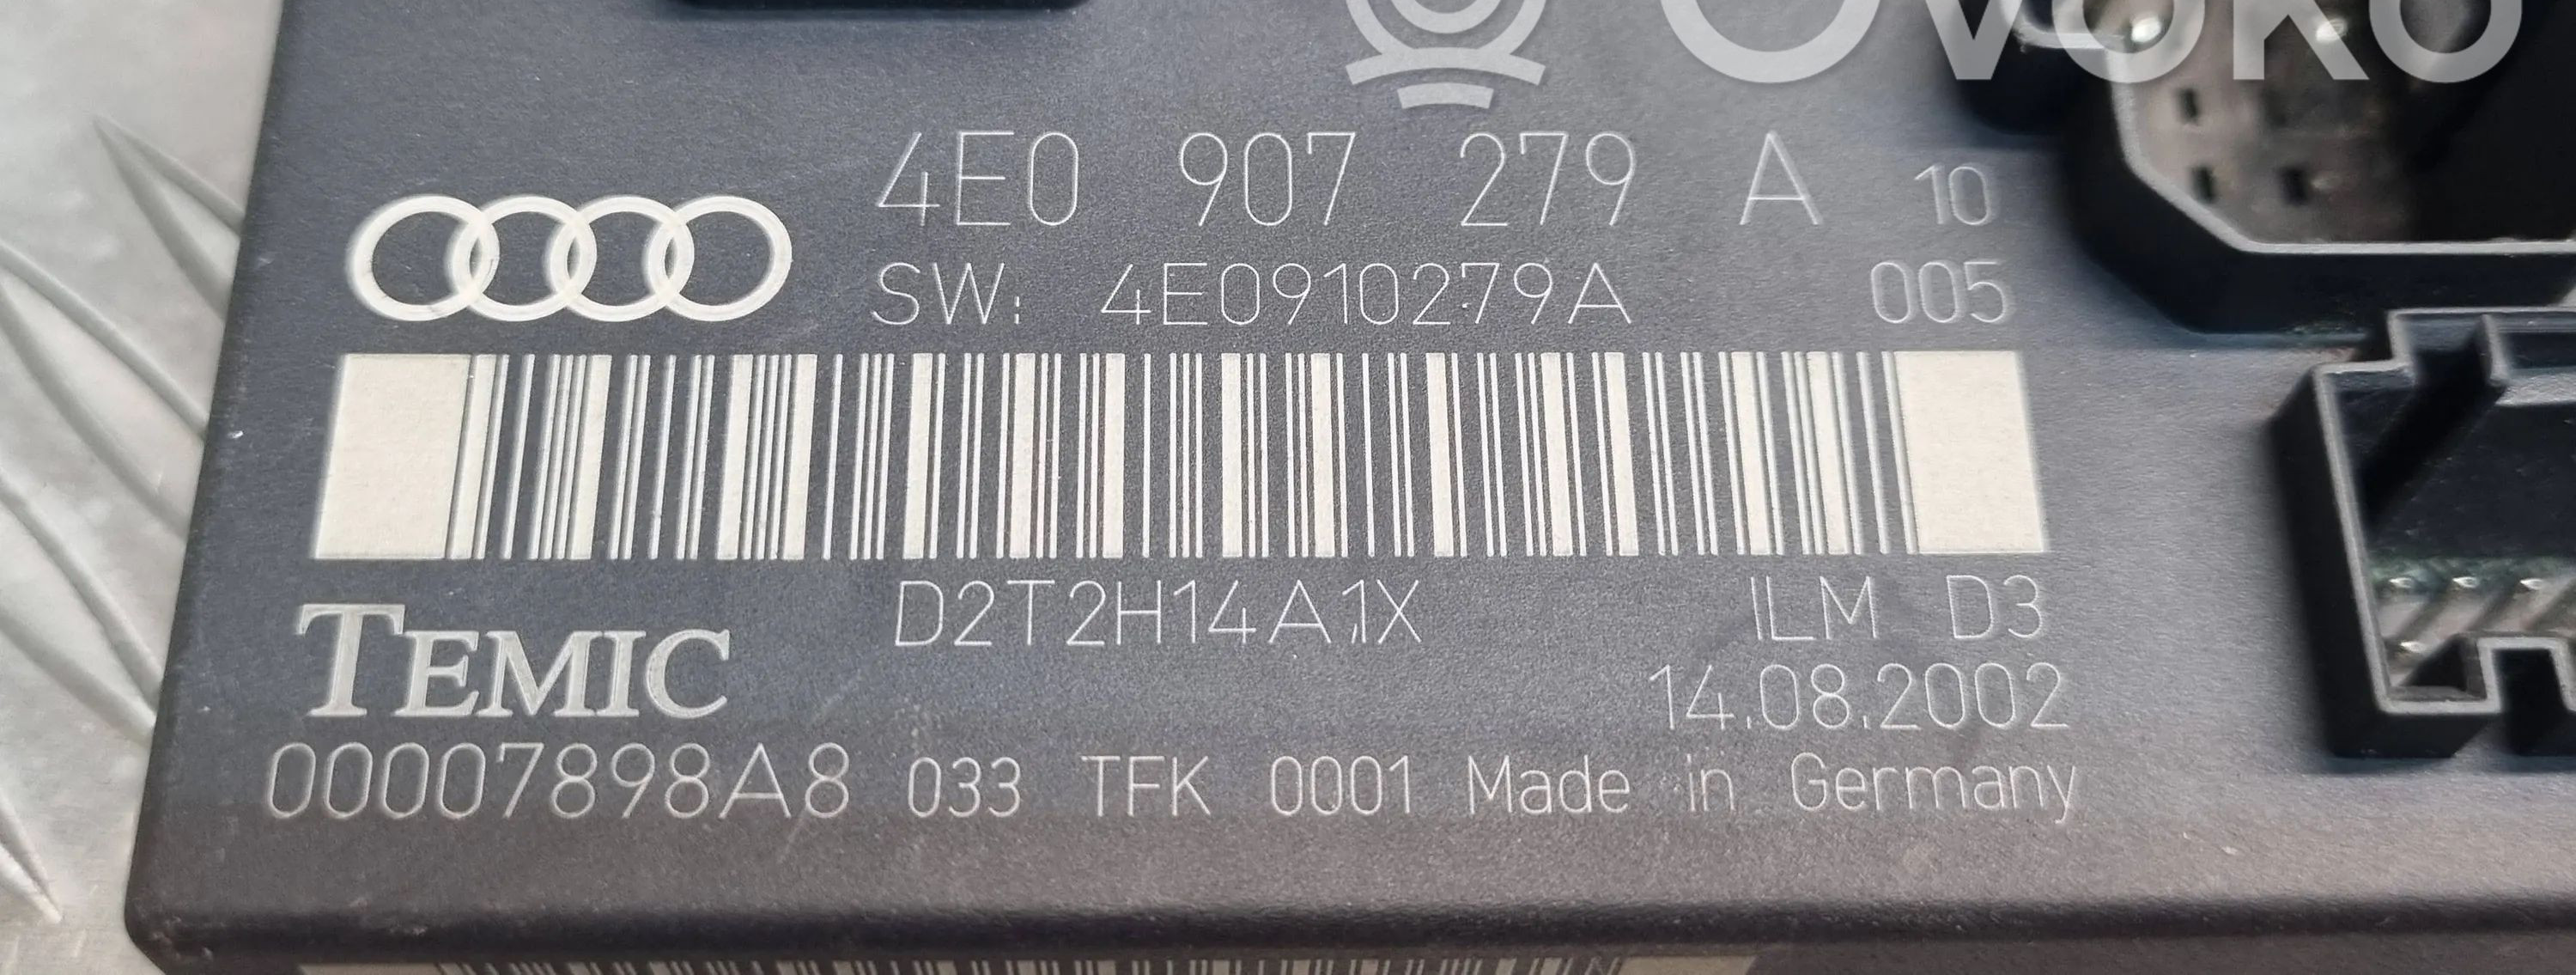 OVOKO
4E0 907 279 A 10
SW: 4E0910279A 005
D2T2H14A1X ILM D3
TEMIC
14.08.2002
00007898A8 033 TFK 0001 Made in Germany